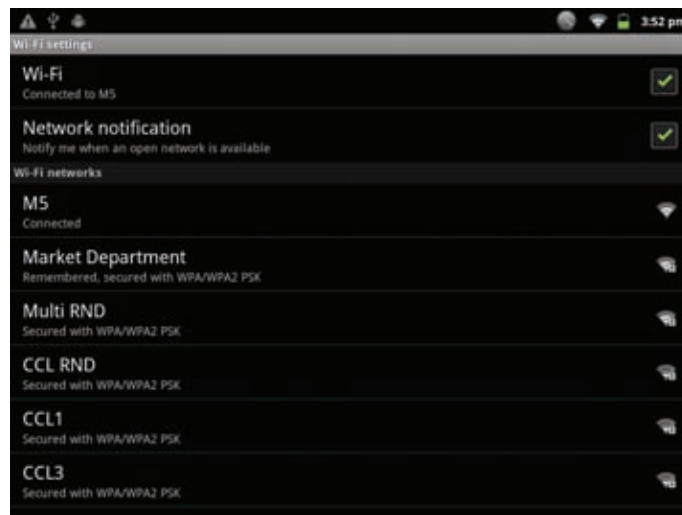 3:52 pm
Wi-Fi settings
Wi-Fi
Connected to M5
Network notification
Notify me when an open network is available
Wi-Fi networks
M5
Connected
Market Department
Remembered, secured with WPA/WPA2 PSK
Multi RND
Secured with WPA/WPA2 PSK
CCL RND
Secured with WPA/WPA2 PSK
CCL1
Secured with WPA/WPA2 PSK
CCL3
Secured with WPA/WPA2 PSK